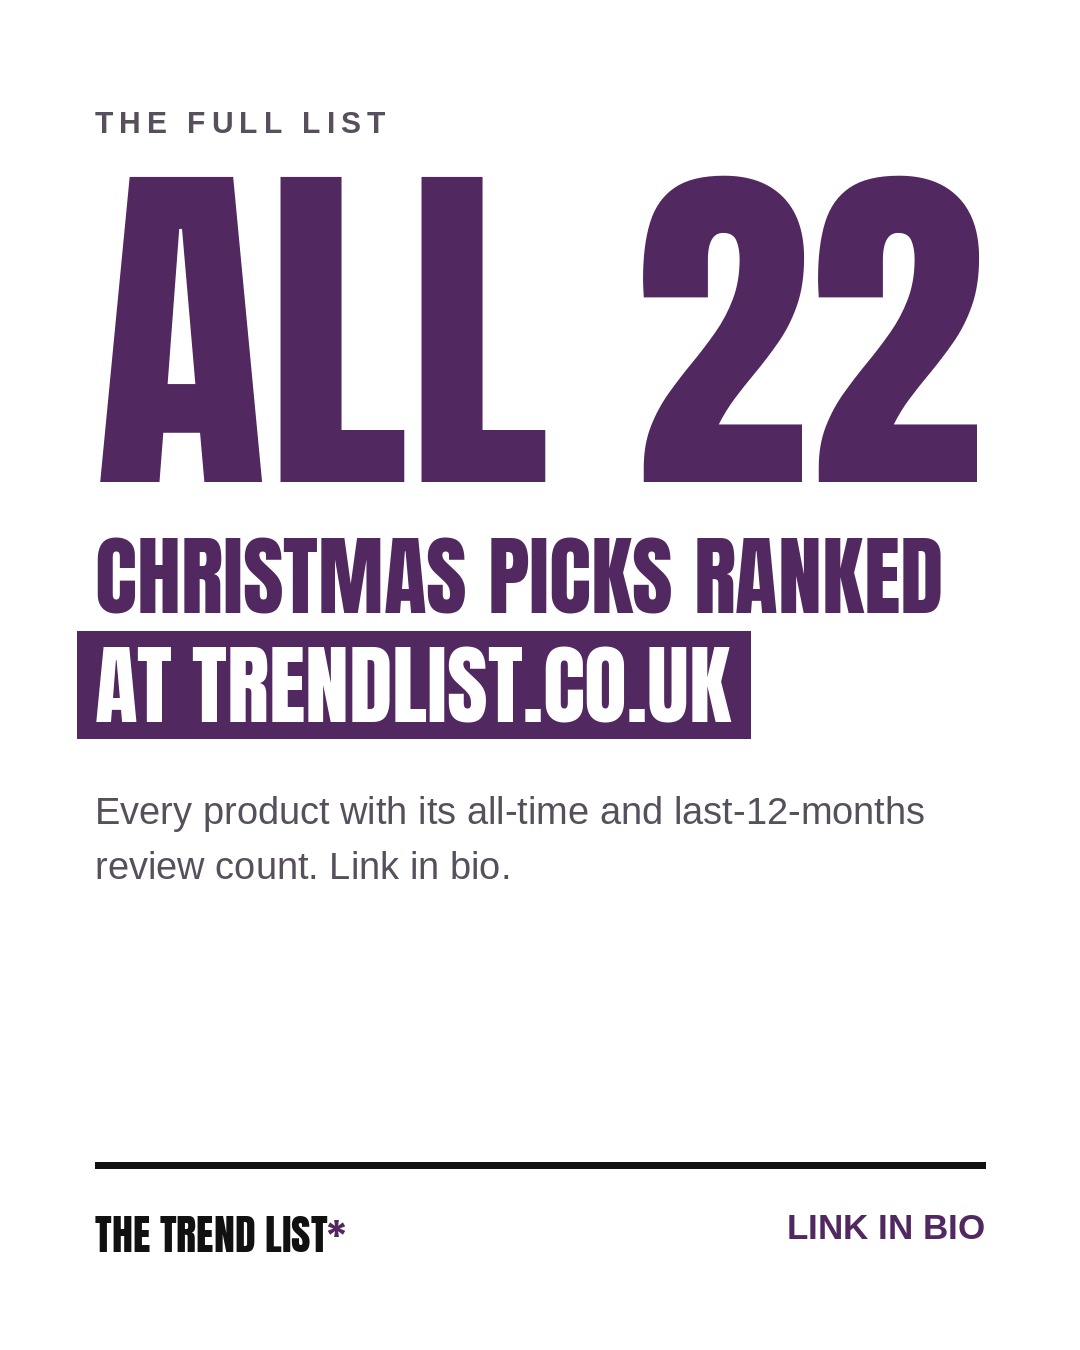 THE FULL LIST
ALL 22
CHRISTMAS PICKS RANKED
AT TRENDLIST.CO.UK
Every product with its all-time and last-12-months
review count. Link in bio.
THE TREND LIST*
LINK IN BIO